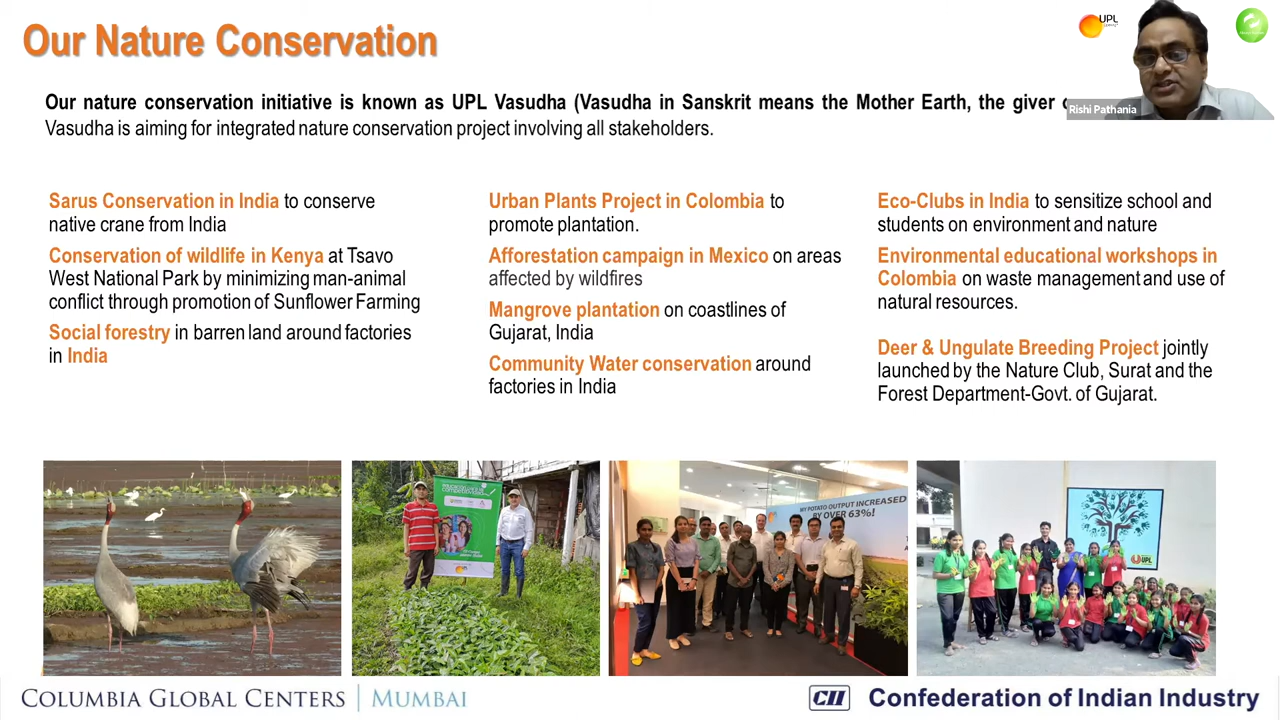 Our Nature Conservation
UPL
Rishi Pathania
Our nature conservation initiative is known as UPL Vasudha (Vasudha in Sanskrit means the Mother Earth, the giver
Vasudha is aiming for integrated nature conservation project involving all stakeholders.
Sarus Conservation in India to conserve
native crane from India
Conservation of wildlife in Kenya at Tsavo
West National Park by minimizing man-animal
conflict through promotion of Sunflower Farming
Social forestry in barren land around factories
in India
Urban Plants Project in Colombia to
promote plantation.
Afforestation campaign in Mexico on areas
affected by wildfires
Mangrove plantation on coastlines of
Gujarat, India
Community Water conservation around
factories in India
Eco-Clubs in India to sensitize school and
students on environment and nature
Environmental educational workshops in
Colombia on waste management and use of
natural resources.
Deer & Ungulate Breeding Project jointly
launched by the Nature Club, Surat and the
Forest Department-Govt. of Gujarat.
MY POTATO OUTPUT INCREASED
BY OVER 63%!
UPL
COLUMBIA GLOBAL CENTERS | MUMBAI
CII Confederation of Indian Industry